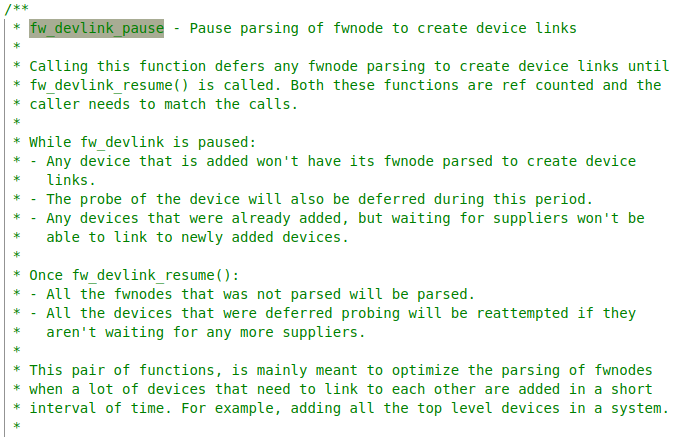 /**
 * fw_devlink_pause - Pause parsing of fwnode to create device links
 *
 * Calling this function defers any fwnode parsing to create device links until
 * fw_devlink_resume() is called. Both these functions are ref counted and the
 * caller needs to match the calls.
 *
 * While fw_devlink is paused:
 * - Any device that is added won't have its fwnode parsed to create device
 *   links.
 * - The probe of the device will also be deferred during this period.
 * - Any devices that were already added, but waiting for suppliers won't be
 *   able to link to newly added devices.
 *
 * Once fw_devlink_resume():
 * - All the fwnodes that was not parsed will be parsed.
 * - All the devices that were deferred probing will be reattempted if they
 *   aren't waiting for any more suppliers.
 *
 * This pair of functions, is mainly meant to optimize the parsing of fwnodes
 * when a lot of devices that need to link to each other are added in a short
 * interval of time. For example, adding all the top level devices in a system.
 *